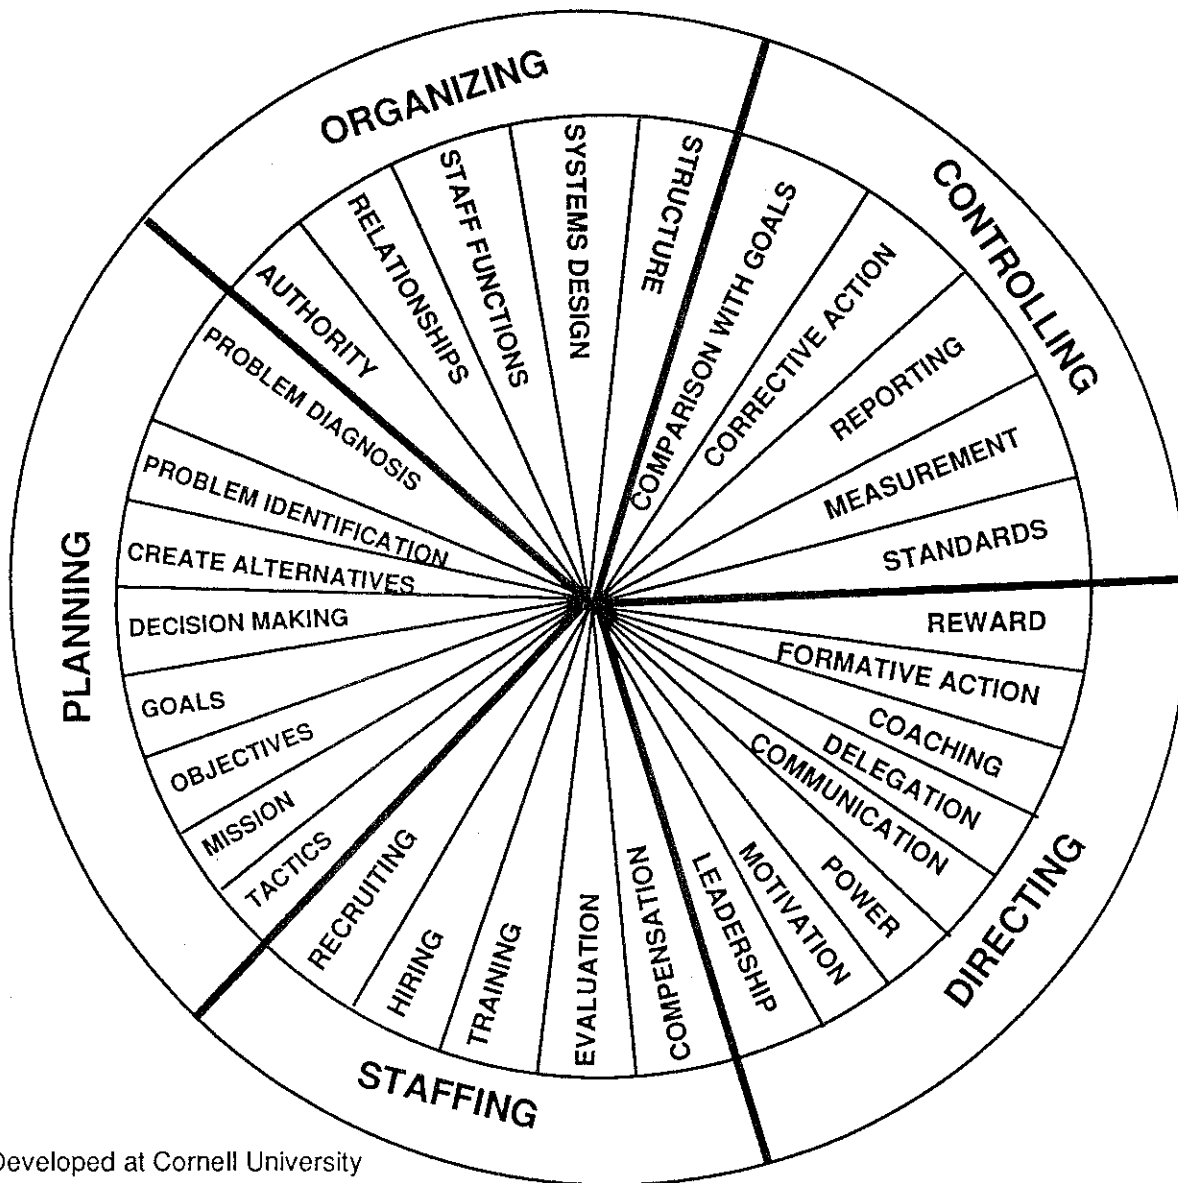 ORGANIZING
AUTHORITY
RELATIONSHIPS
STAFF FUNCTIONS
SYSTEMS DESIGN
STRUCTURE
CONTROLLING
COMPARISON WITH GOALS
CORRECTIVE ACTION
REPORTING
MEASUREMENT
STANDARDS
DIRECTING
REWARD
FORMATIVE ACTION
COACHING
DELEGATION
COMMUNICATION
POWER
MOTIVATION
LEADERSHIP
STAFFING
COMPENSATION
EVALUATION
TRAINING
HIRING
RECRUITING
PLANNING
TACTICS
MISSION
OBJECTIVES
GOALS
DECISION MAKING
CREATE ALTERNATIVES
PROBLEM IDENTIFICATION
PROBLEM DIAGNOSIS
Developed at Cornell University